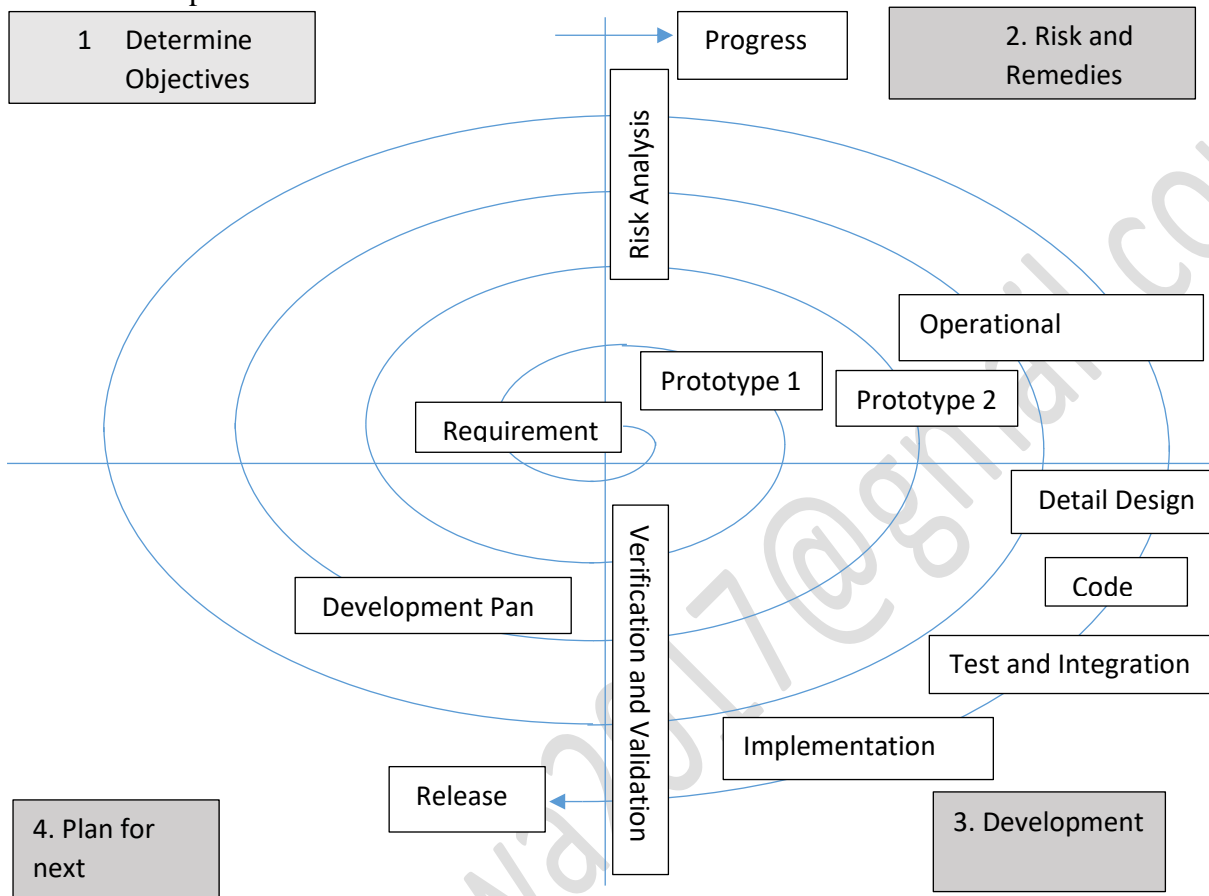 1 Determine
Objectives
Progress
2. Risk and
Remedies
Risk Analysis
Operational
Prototype 1
Prototype 2
Requirement
Detail Design
Verification and Validation
Code
Development Pan
Test and Integration
Implementation
Release
4. Plan for
next
3. Development